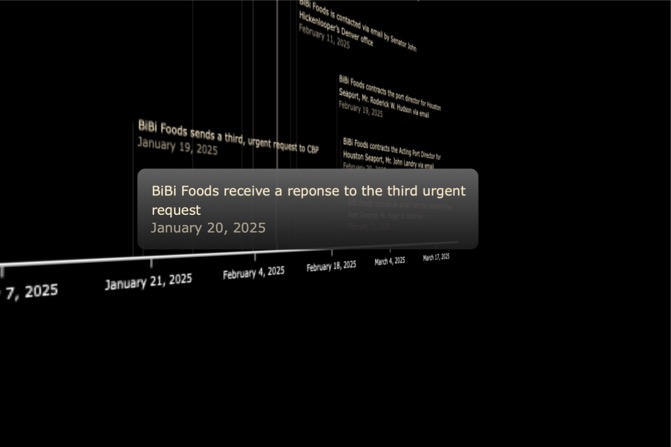 BiBi Foods is contacted via email by Senator John
Hickenlooper's Denver office
February 11, 2025
BiBi Foods contracts the port director for Houston
Seaport, Mr. Roderick W. Hudson via email
February 19, 2025
BiBi Foods sends a third, urgent request to CBP
January 19, 2025
BiBi Foods contracts the Acting Port Director for
Houston Seaport, Mr. John Landry via email
February 20, 2025
BiBi Foods receive a reponse to the third urgent
request
January 20, 2025
7, 2025
January 21, 2025
February 4, 2025
February 18, 2025
March 4, 2025
March 17, 2025